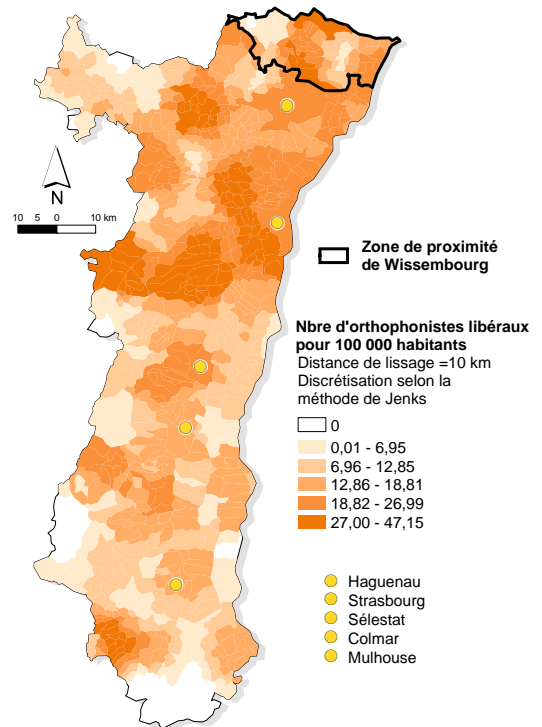 N
10 5 0 10 km
Zone de proximité
de Wissembourg
Nbre d'orthophonistes libéraux
pour 100 000 habitants
Distance de lissage =10 km
Discrétisation selon la
méthode de Jenks
0
0,01 - 6,95
6,96 - 12,85
12,86 - 18,81
18,82 - 26,99
27,00 - 47,15
Haguenau
Strasbourg
Sélestat
Colmar
Mulhouse